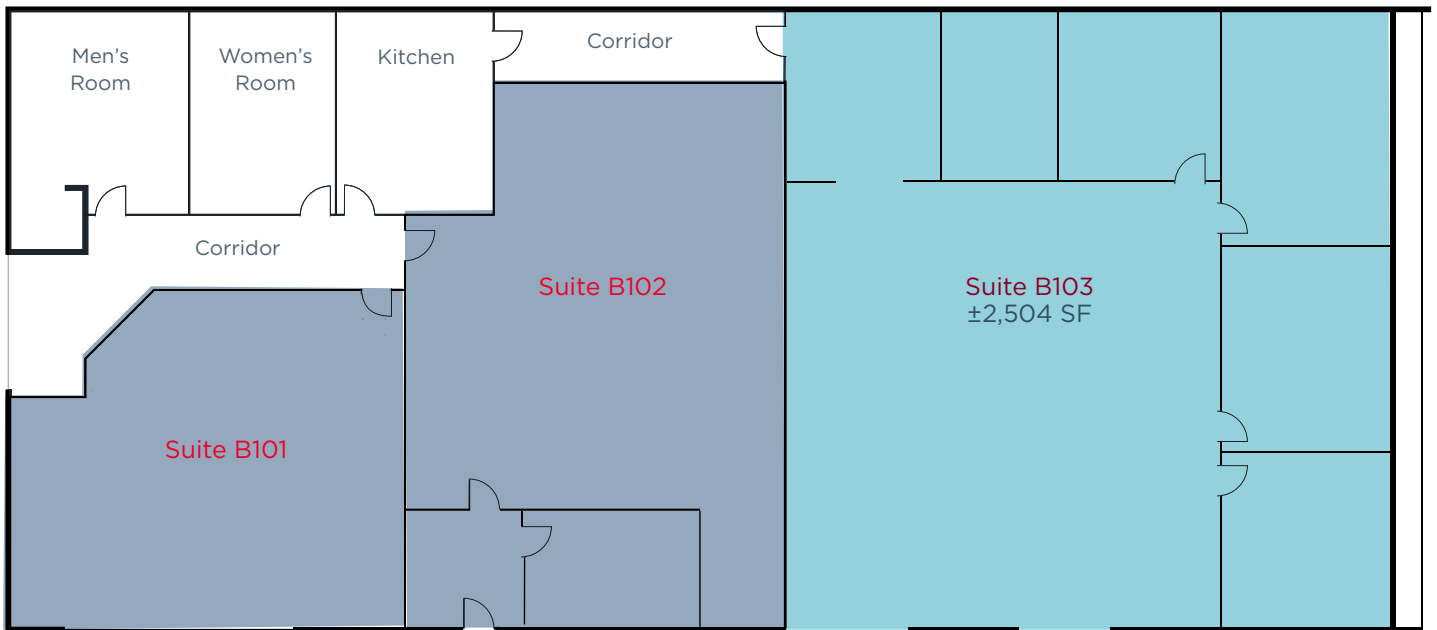 Men’s
Room
Women’s
Room
Kitchen
Corridor
Corridor
Suite B102
Suite B103
±2,504 SF
Suite B101